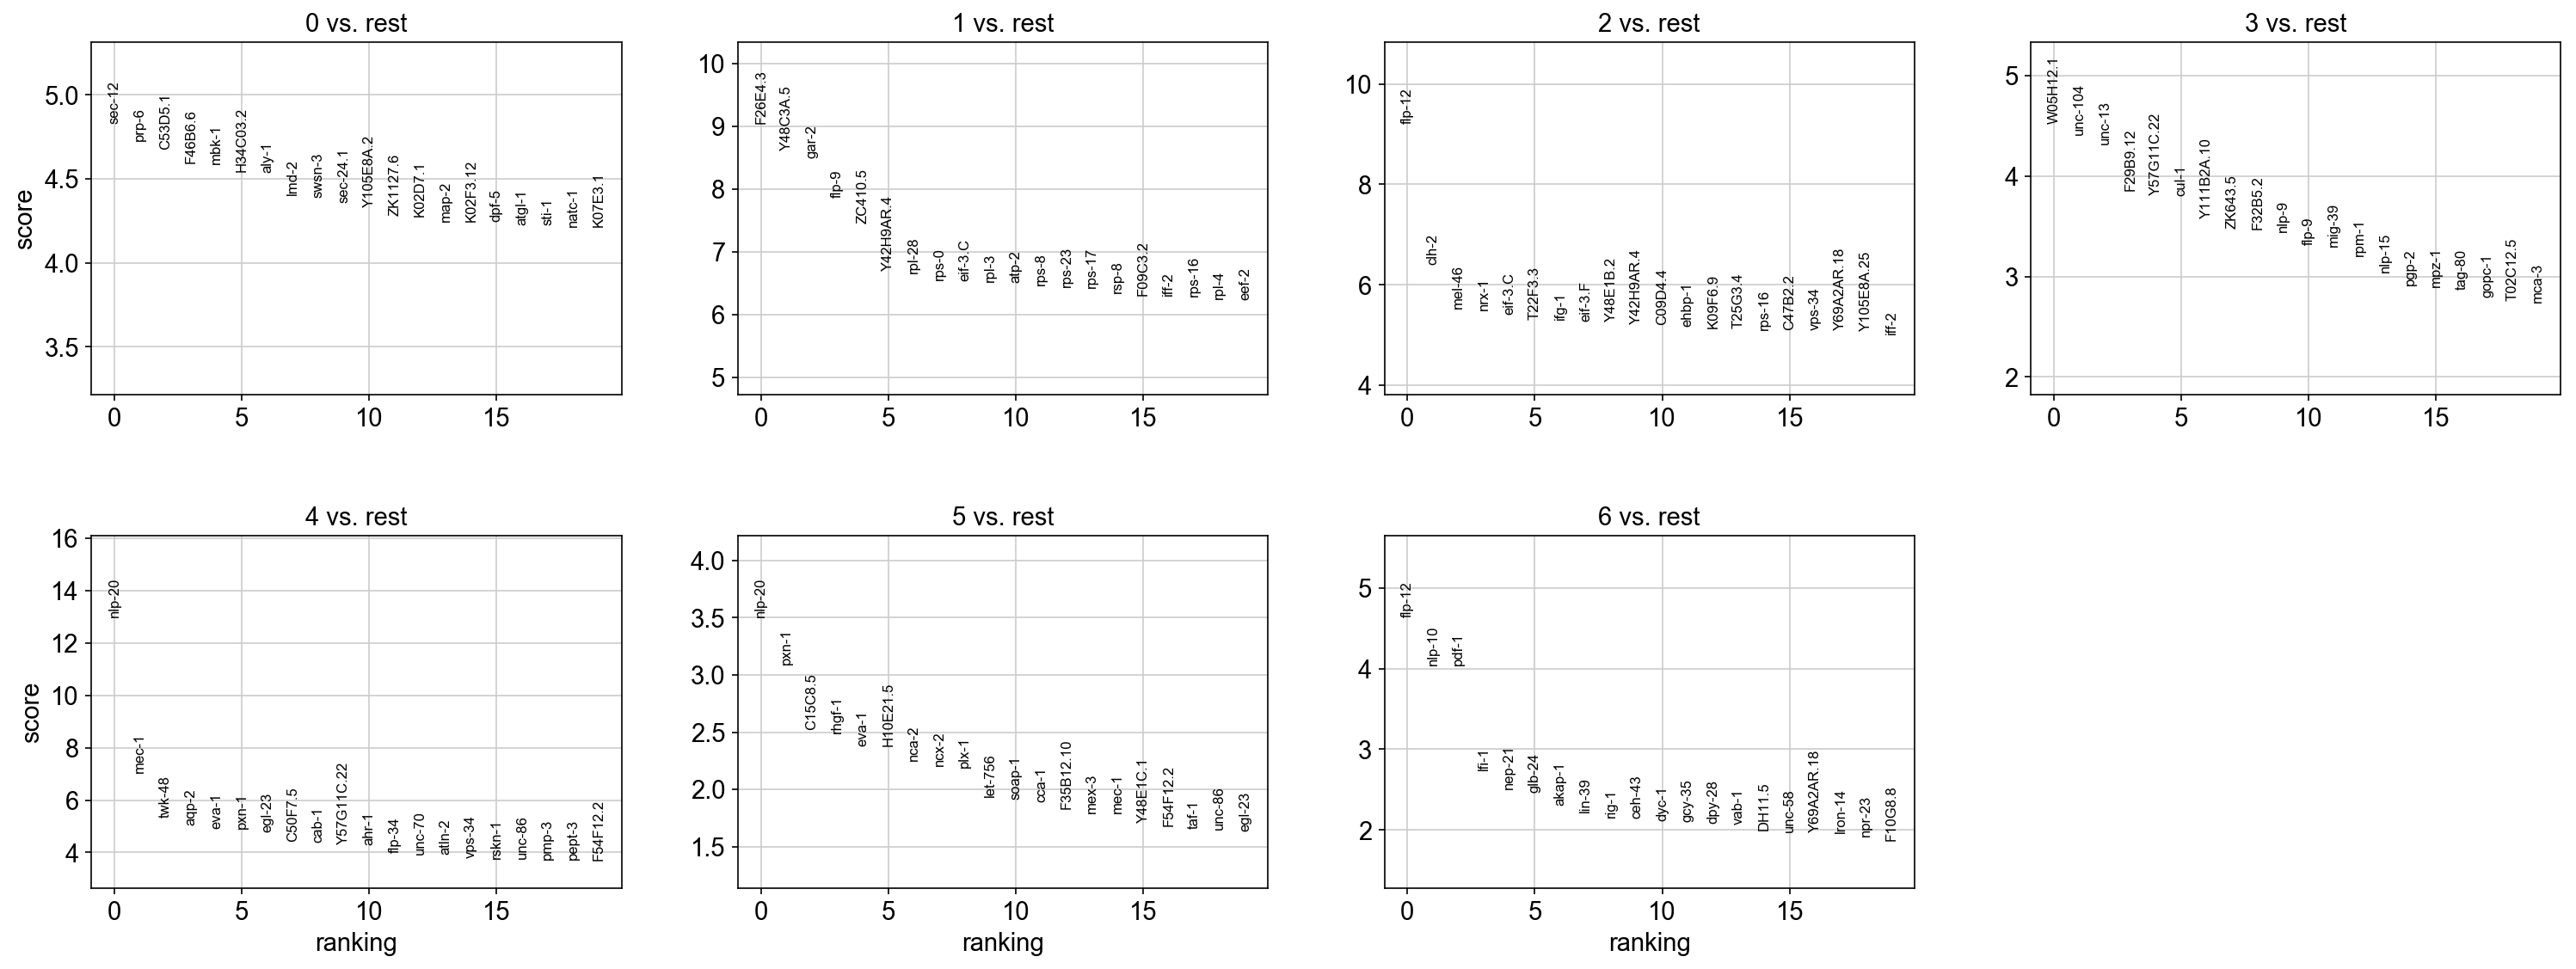 0 vs. rest
score
5.0
4.5
4.0
3.5
sec-12
prp-6
C53D5.1
F46B6.6
mbk-1
H34C03.2
aly-1
lmd-2
swsn-3
sec-24.1
Y105E8A.2
ZK1127.6
K02D7.1
map-2
K02F3.12
dpf-5
atgl-1
sti-1
natc-1
K07E3.1
0 5 10 15
1 vs. rest
10
9
8
7
6
5
F26E4.3
Y48C3A.5
gar-2
flp-9
ZC410.5
Y42H9AR.4
rpl-28
rps-0
eif-3.C
rpl-3
atp-2
rps-8
rps-23
rps-17
rsp-8
F09C3.2
iff-2
rps-16
rpl-4
eef-2
0 5 10 15
2 vs. rest
10
8
6
4
flp-12
clh-2
mel-46
nrx-1
eif-3.C
T22F3.3
ifg-1
eif-3.F
Y48E1B.2
Y42H9AR.4
C09D4.4
ehbp-1
K09F6.9
T25G3.4
rps-16
C47B2.2
vps-34
Y69A2AR.18
Y105E8A.25
iff-2
0 5 10 15
3 vs. rest
5
4
3
2
W05H12.1
unc-104
unc-13
F29B9.12
Y57G11C.22
cul-1
Y111B2A.10
ZK643.5
F32B5.2
nlp-9
flp-9
mig-39
rpm-1
nlp-15
pgp-2
mpz-1
tag-80
gopc-1
T02C12.5
mca-3
0 5 10 15
4 vs. rest
score
16
14
12
10
8
6
4
nlp-20
mec-1
twk-48
aqp-2
eva-1
pxn-1
egl-23
C50F7.5
cab-1
Y57G11C.22
ahr-1
flp-34
unc-70
atln-2
vps-34
rskn-1
unc-86
pmp-3
pept-3
F54F12.2
0 5 10 15
ranking
5 vs. rest
4.0
3.5
3.0
2.5
2.0
1.5
nlp-20
pxn-1
C15C8.5
rhgf-1
eva-1
H10E21.5
nca-2
ncx-2
plx-1
let-756
soap-1
cca-1
F35B12.10
mex-3
mec-1
Y48E1C.1
F54F12.2
taf-1
unc-86
egl-23
0 5 10 15
ranking
6 vs. rest
5
4
3
2
flp-12
nlp-10
pdf-1
lfi-1
nep-21
glb-24
akap-1
lin-39
rig-1
ceh-43
dyc-1
gcy-35
dpy-28
vab-1
DH11.5
unc-58
Y69A2AR.18
lron-14
npr-23
F10G8.8
0 5 10 15
ranking